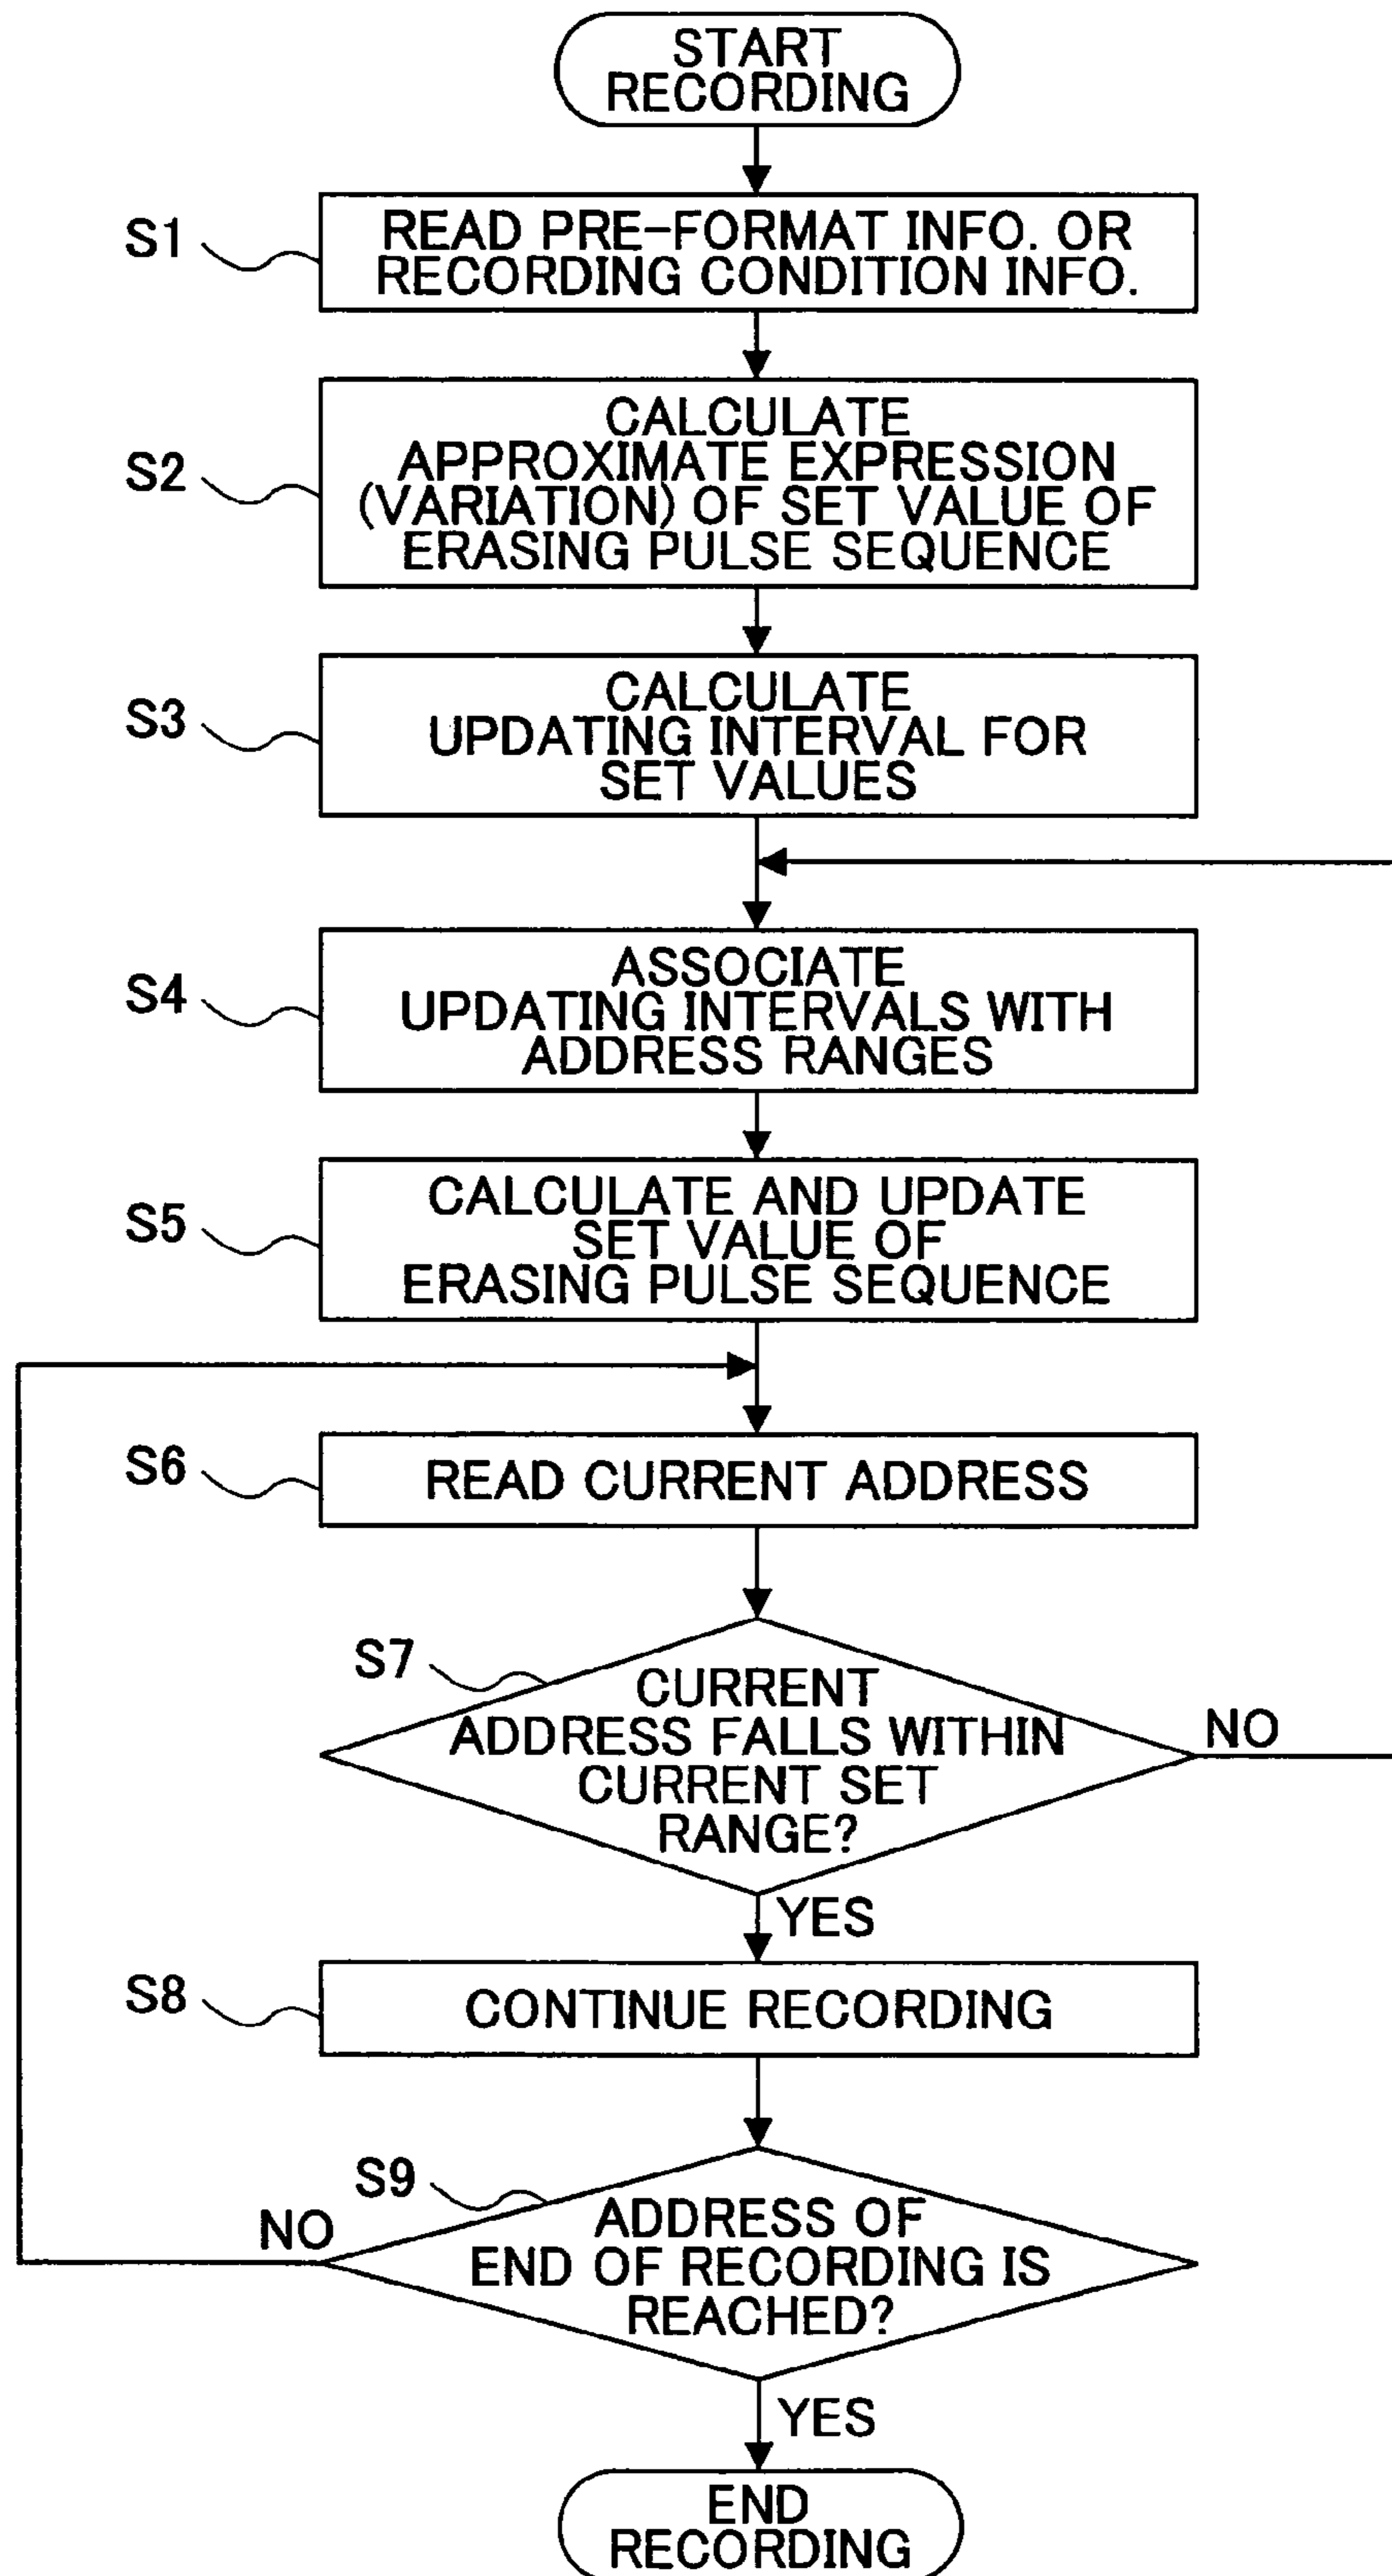 START
RECORDING
S1
READ PRE-FORMAT INFO. OR
RECORDING CONDITION INFO.
S2
CALCULATE
APPROXIMATE EXPRESSION
(VARIATION) OF SET VALUE OF
ERASING PULSE SEQUENCE
S3
CALCULATE
UPDATING INTERVAL FOR
SET VALUES
S4
ASSOCIATE
UPDATING INTERVALS WITH
ADDRESS RANGES
S5
CALCULATE AND UPDATE
SET VALUE OF
ERASING PULSE SEQUENCE
S6
READ CURRENT ADDRESS
S7
CURRENT
ADDRESS FALLS WITHIN
CURRENT SET
RANGE?
NO
YES
S8
CONTINUE RECORDING
S9
ADDRESS OF
END OF RECORDING IS
REACHED?
NO
YES
END
RECORDING